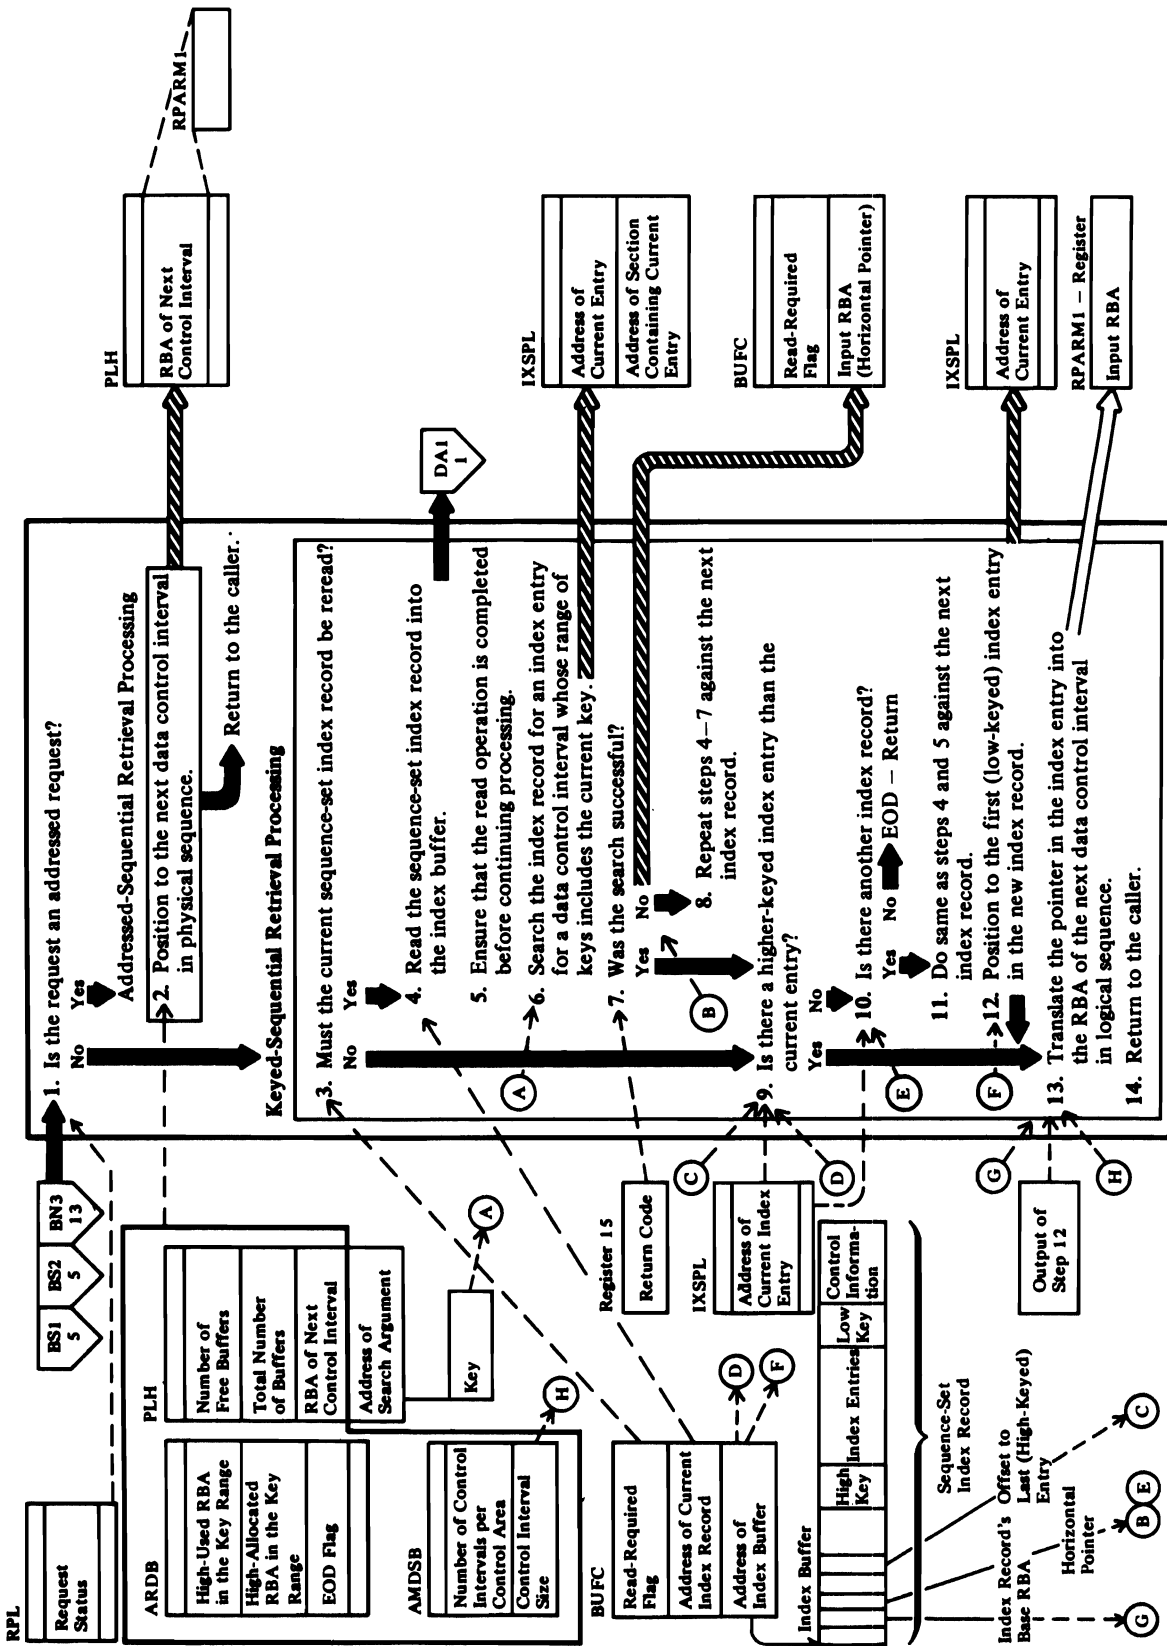 RPL
Request
Status
BS1
5
BS2
5
BN3
13
ARDB
High-Used RBA
in the Key Range
High-Allocated
RBA in the Key
Range
EOD Flag
PLH
Number of
Free Buffers
Total Number
of Buffers
RBA of Next
Control Interval
Address of
Search Argument
Key
A
AMDSB
Number of Control
Intervals per
Control Area
Control Interval
Size
H
BUFC
Read-Required
Flag
Address of Current
Index Record
Address of
Index Buffer
D
F
Register 15
Return Code
IXSPL
Address of
Current Index
Entry
C
D
Index Buffer
High
Key
Index Entries
Low
Key
Control
Informa-
tion
Sequence-Set
Index Record
Index Record's
Base RBA
Offset to
Last (High-Keyed)
Entry
Horizontal
Pointer
G
B
E
C
Output of
Step 12
G
H
1. Is the request an addressed request?
No
Yes
Addressed-Sequential Retrieval Processing
2. Position to the next data control interval
in physical sequence.
Return to the caller.
Keyed-Sequential Retrieval Processing
3. Must the current sequence-set index record be reread?
No
Yes
4. Read the sequence-set index record into
the index buffer.
5. Ensure that the read operation is completed
before continuing processing.
A
6. Search the index record for an index entry
for a data control interval whose range of
keys includes the current key.
7. Was the search successful?
Yes
No
B
8. Repeat steps 4–7 against the next
index record.
9. Is there a higher-keyed index entry than the
current entry?
Yes
No
10. Is there another index record?
Yes
No
EOD – Return
E
11. Do same as steps 4 and 5 against the next
index record.
F
12. Position to the first (low-keyed) index entry
in the new index record.
13. Translate the pointer in the index entry into
the RBA of the next data control interval
in logical sequence.
14. Return to the caller.
PLH
RBA of Next
Control Interval
RPARM1
DA1
1
IXSPL
Address of
Current Entry
Address of Section
Containing Current
Entry
BUFC
Read-Required
Flag
Input RBA
(Horizontal Pointer)
IXSPL
Address of
Current Entry
RPARM1 – Register
Input RBA